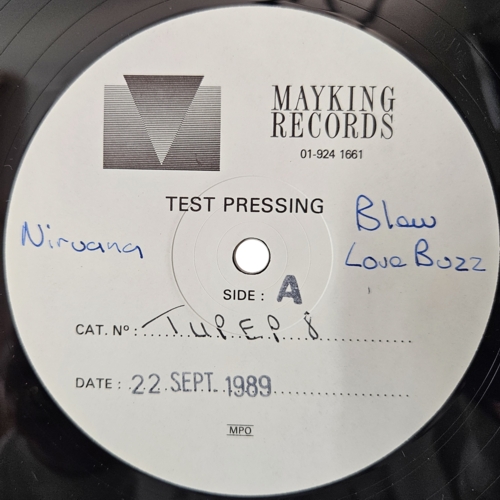 MAYKING
RECORDS
01-924 1661
TEST PRESSING
Nirvana
Blew
Love Buzz
SIDE : A
CAT. Nº : T.U.P.E.P. 8
DATE : 22 SEPT. 1989
MPO